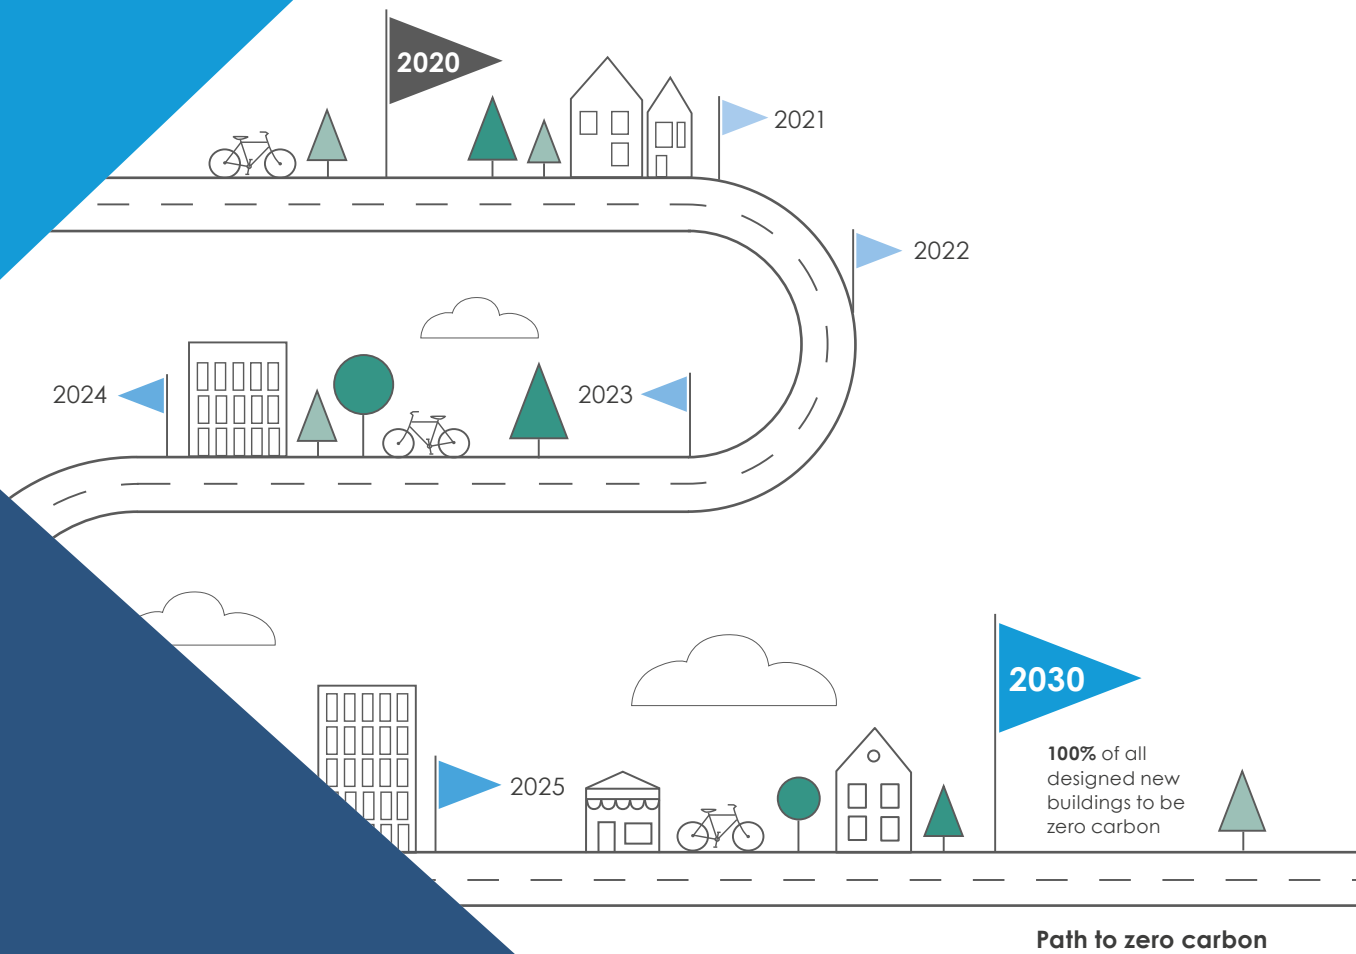 2020
2021
2022
2023
2024
2025
2030
100% of all
designed new
buildings to be
zero carbon
Path to zero carbon